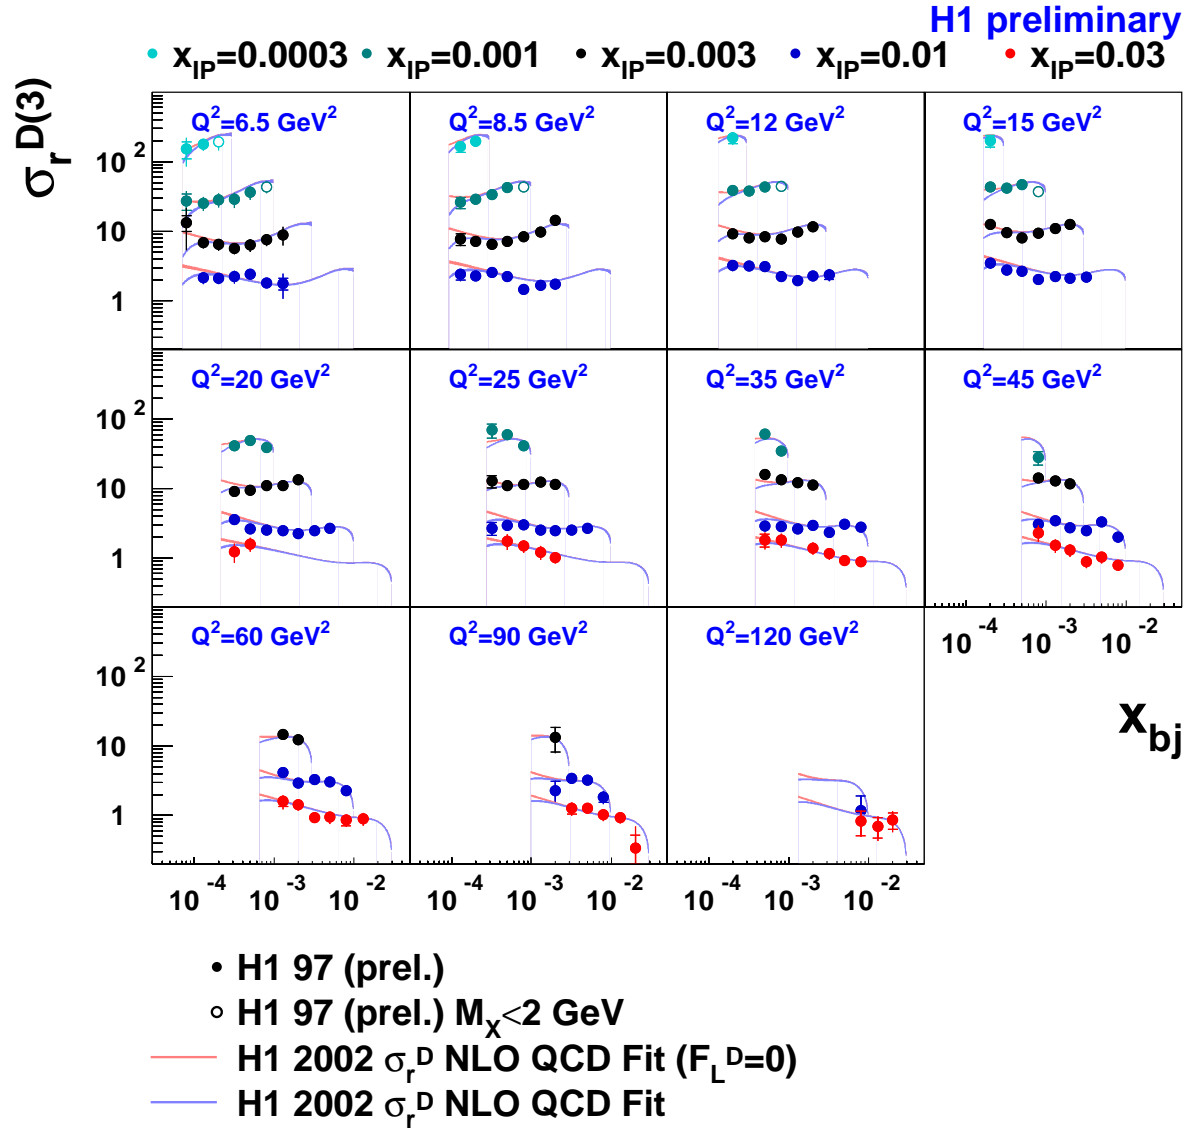 H1 preliminary
x_IP=0.0003 x_IP=0.001 x_IP=0.003 x_IP=0.01 x_IP=0.03
σ_r^D(3)
Q²=6.5 GeV² Q²=8.5 GeV² Q²=12 GeV² Q²=15 GeV²
10²
10
1
Q²=20 GeV² Q²=25 GeV² Q²=35 GeV² Q²=45 GeV²
10²
10
1
10⁻⁴ 10⁻³ 10⁻²
Q²=60 GeV² Q²=90 GeV² Q²=120 GeV²
10²
10
1
10⁻⁴ 10⁻³ 10⁻² 10⁻⁴ 10⁻³ 10⁻² 10⁻⁴ 10⁻³ 10⁻²
x_bj
H1 97 (prel.)
H1 97 (prel.) M_X<2 GeV
H1 2002 σ_r^D NLO QCD Fit (F_L^D=0)
H1 2002 σ_r^D NLO QCD Fit